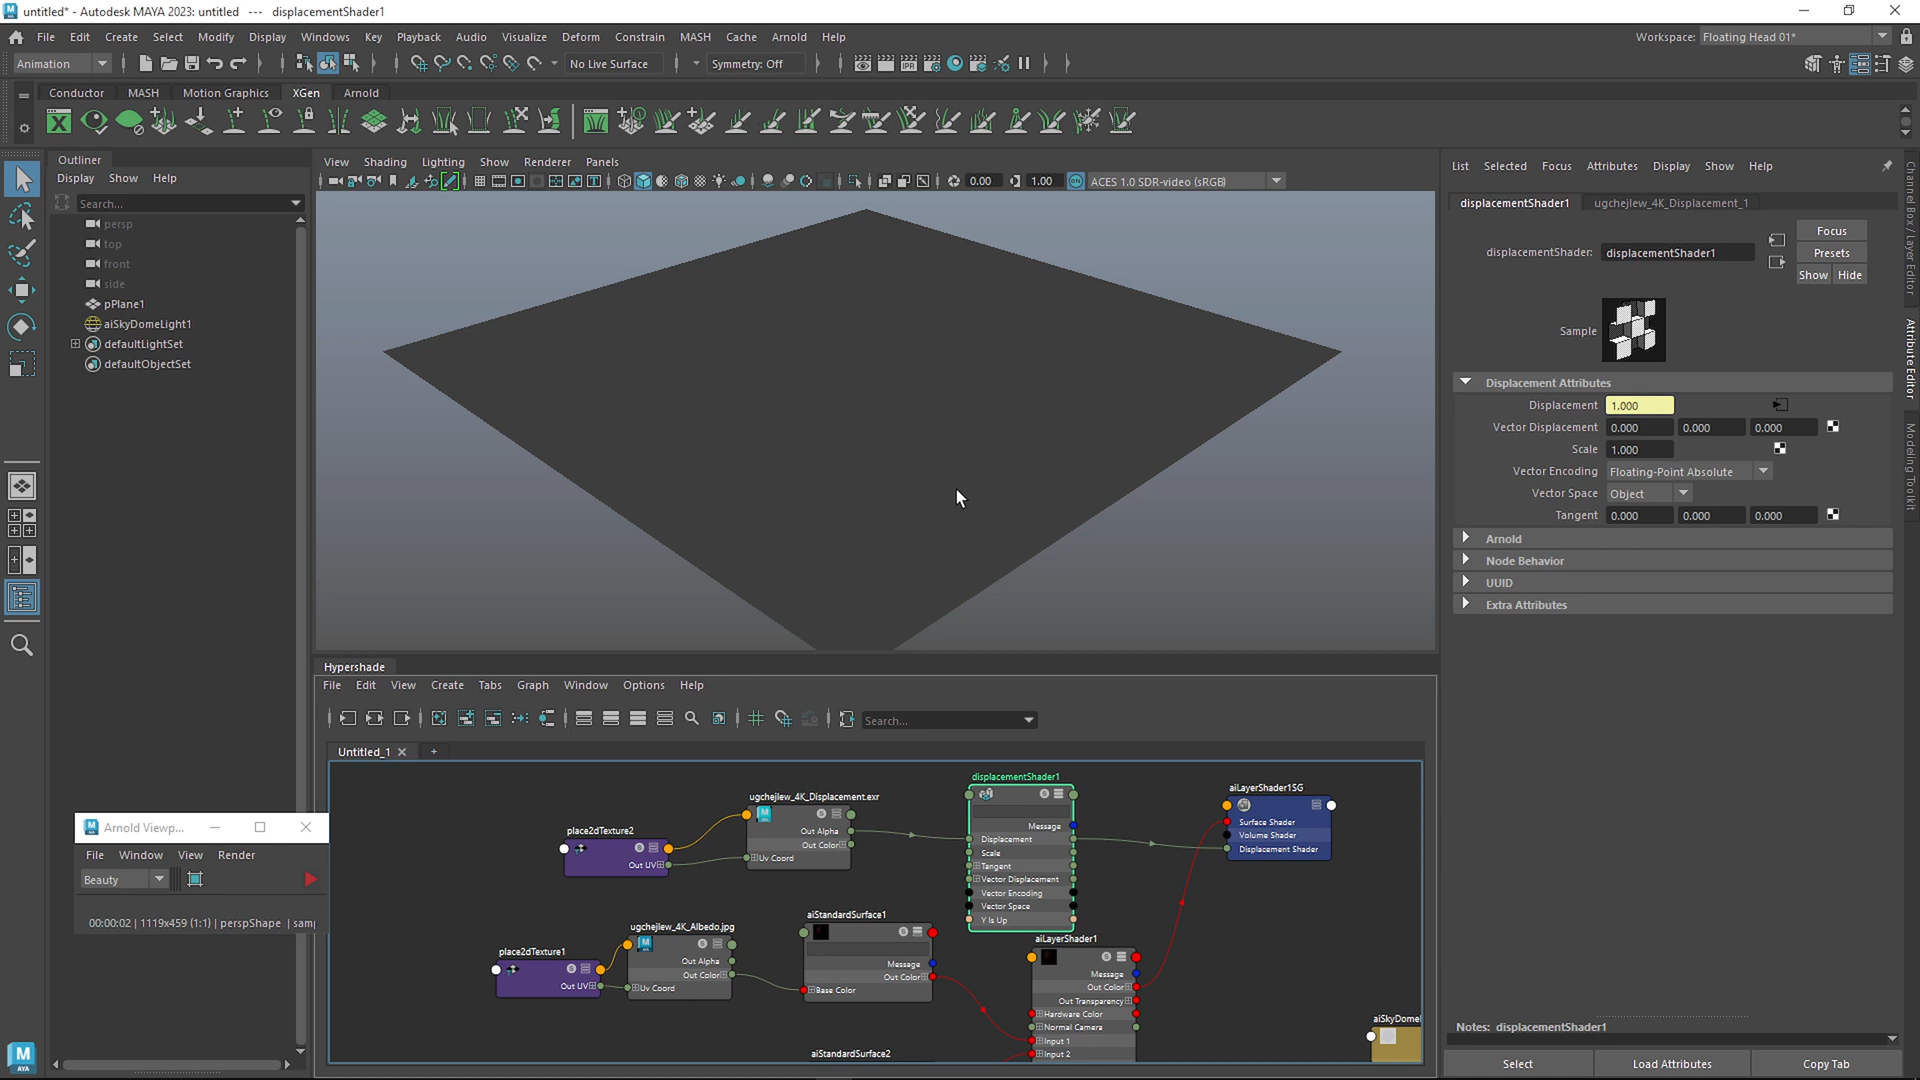 untitled* - Autodesk MAYA 2023: untitled --- displacementShader1
File Edit Create Select Modify Display Windows Key Playback Audio Visualize Deform Constrain MASH Cache Arnold Help
Workspace: Floating Head 01*
Animation
No Live Surface
Symmetry: Off
Conductor MASH Motion Graphics XGen Arnold
Outliner
Display Show Help
Search...
persp
top
front
side
pPlane1
aiSkyDomeLight1
defaultLightSet
defaultObjectSet
View Shading Lighting Show Renderer Panels
0.00 1.00 ACES 1.0 SDR-video (sRGB)
Hypershade
File Edit View Create Tabs Graph Window Options Help
Search...
Untitled_1
place2dTexture2
Out UV
ugchejlew_4K_Displacement.exr
Out Alpha
Out Color
Uv Coord
displacementShader1
Message
Displacement
Scale
Tangent
Vector Displacement
Vector Encoding
Vector Space
Y Is Up
aiLayerShader1SG
Surface Shader
Volume Shader
Displacement Shader
place2dTexture1
Out UV
ugchejlew_4K_Albedo.jpg
Out Alpha
Out Color
Uv Coord
aiStandardSurface1
Message
Out Color
Base Color
aiLayerShader1
Message
Out Color
Out Transparency
Hardware Color
Normal Camera
Input 1
Input 2
aiStandardSurface2
aiSkyDomeL
Arnold Viewp...
File Window View Render
Beauty
00:00:02 | 1119x459 (1:1) | perspShape | samp
List Selected Focus Attributes Display Show Help
displacementShader1 ugchejlew_4K_Displacement_1
displacementShader: displacementShader1
Focus
Presets
Show Hide
Sample
Displacement Attributes
Displacement 1.000
Vector Displacement 0.000 0.000 0.000
Scale 1.000
Vector Encoding Floating-Point Absolute
Vector Space Object
Tangent 0.000 0.000 0.000
Arnold
Node Behavior
UUID
Extra Attributes
Notes: displacementShader1
Select Load Attributes Copy Tab
Channel Box / Layer Editor
Attribute Editor
Modeling Toolkit
M
AYA